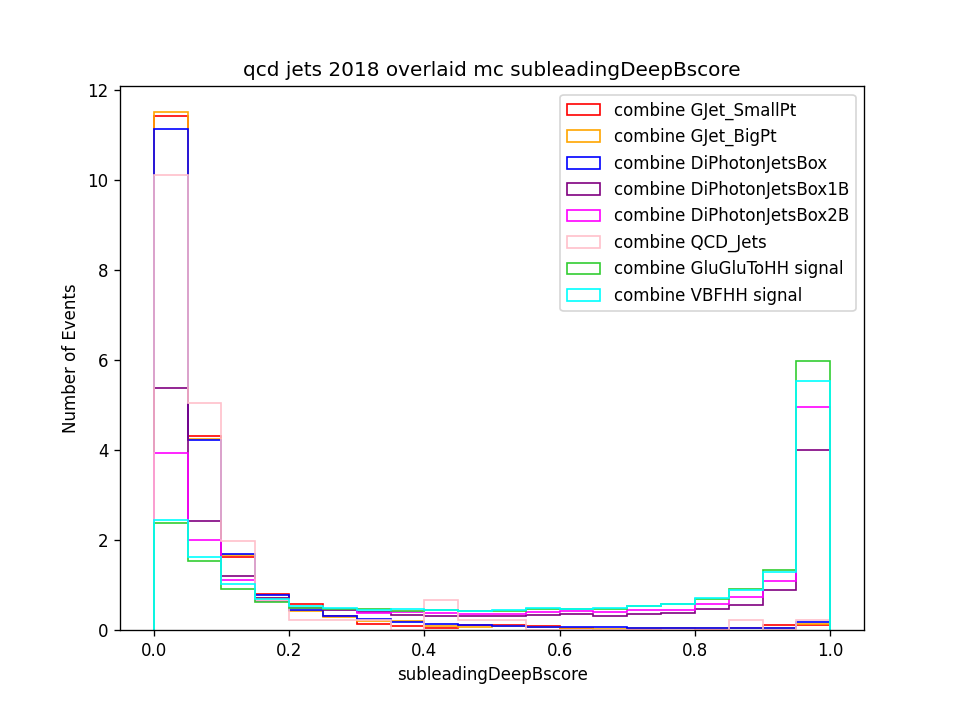 qcd jets 2018 overlaid mc subleadingDeepBscore
12
10
8
6
4
2
0
Number of Events
combine GJet_SmallPt
combine GJet_BigPt
combine DiPhotonJetsBox
combine DiPhotonJetsBox1B
combine DiPhotonJetsBox2B
combine QCD_Jets
combine GluGluToHH signal
combine VBFHH signal
0.0 0.2 0.4 0.6 0.8 1.0
subleadingDeepBscore